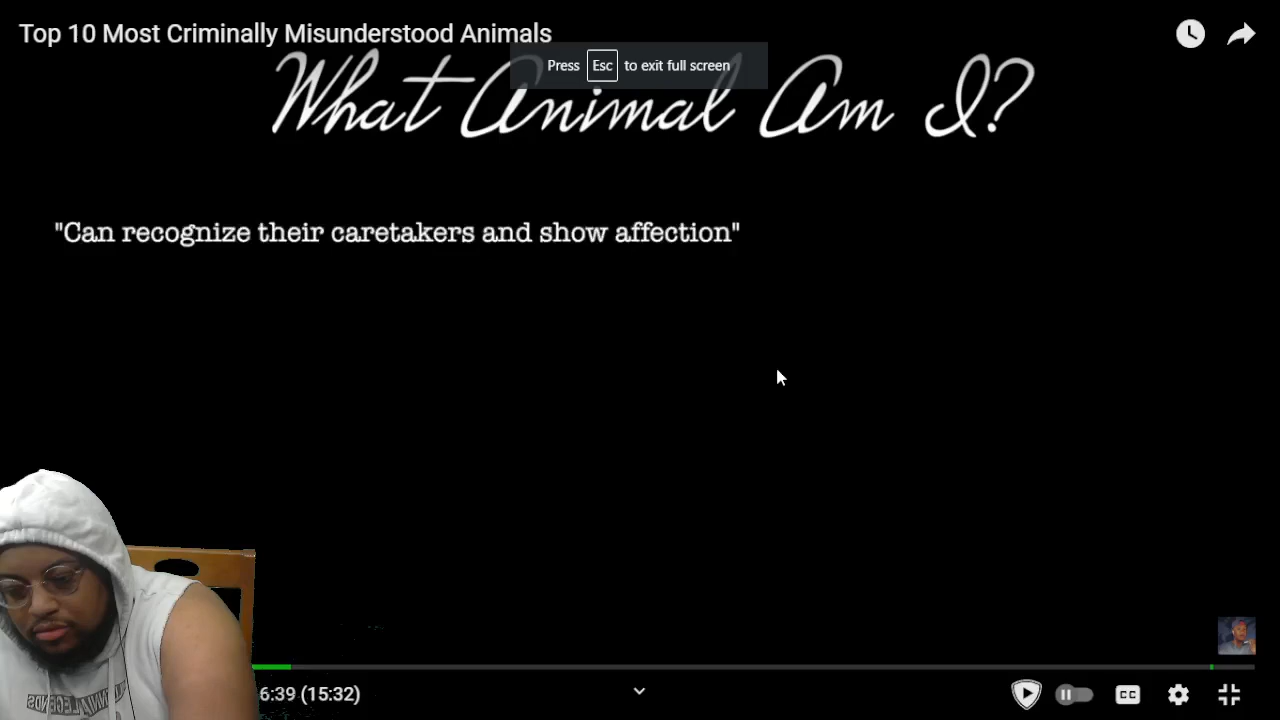 Top 10 Most Criminally Misunderstood Animals
Press Esc to exit full screen
What Animal Am I?
"Can recognize their caretakers and show affection"
6:39 (15:32)
CC